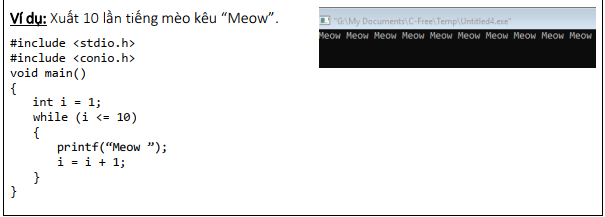 Ví dụ: Xuất 10 lần tiếng mèo kêu “Meow”.
#include <stdio.h>
#include <conio.h>
void main()
{
int i = 1;
while (i <= 10)
{
printf(“Meow ”);
i = i + 1;
}
}
"G:\My Documents\C-Free\Temp\Untitled4.exe"
Meow Meow Meow Meow Meow Meow Meow Meow Meow Meow